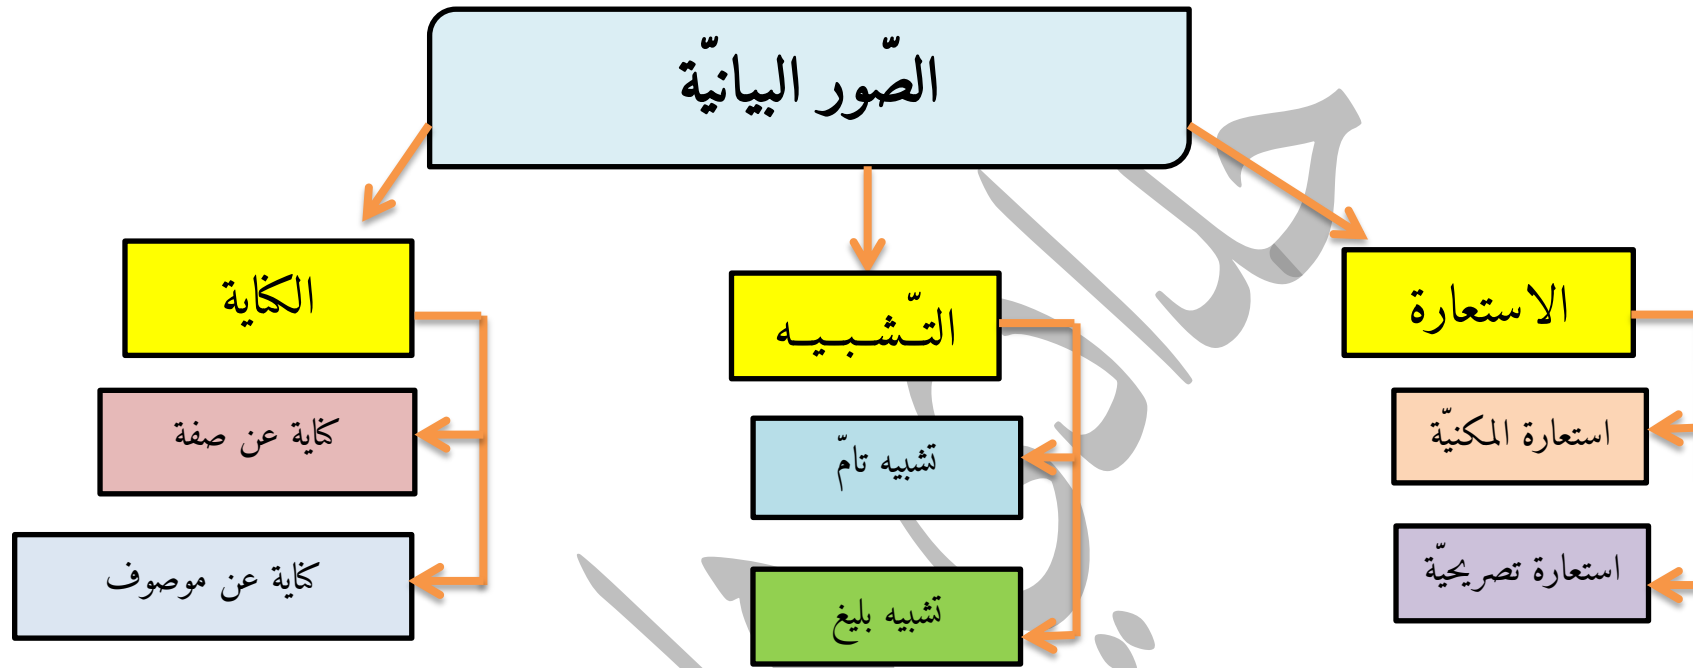 الصّور البيانيّة
الاستعارة
استعارة المكنيّة
استعارة تصريحيّة
التّشبيه
تشبيه تامّ
تشبيه بليغ
الكناية
كناية عن صفة
كناية عن موصوف